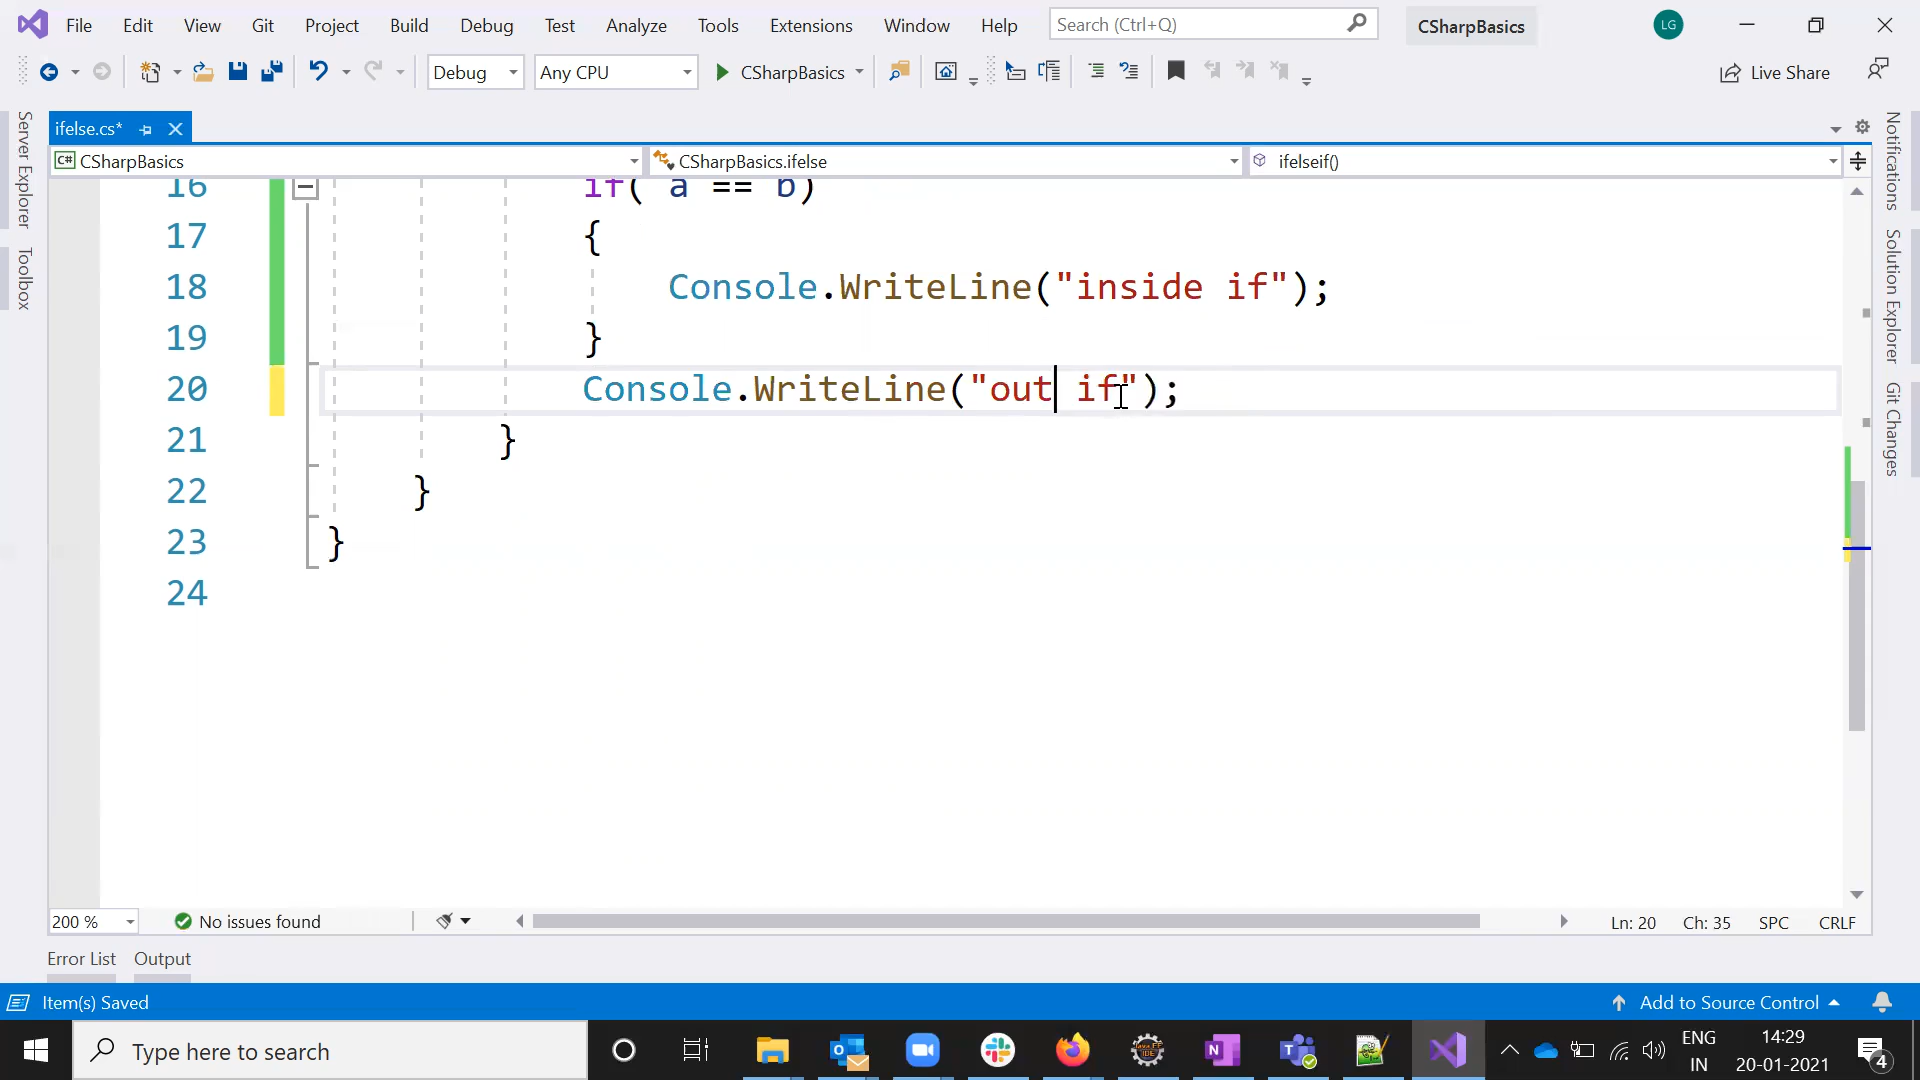 File Edit View Git Project Build Debug Test Analyze Tools Extensions Window Help Search (Ctrl+Q) CSharpBasics LG
Debug Any CPU CSharpBasics Live Share
ifelse.cs*
C# CSharpBasics CSharpBasics.ifelse ifelseif()
Server Explorer
Toolbox
16 if( a == b)
17 {
18 Console.WriteLine("inside if");
19 }
20 Console.WriteLine("out if");
21 }
22 }
23 }
24
Notifications
Solution Explorer
Git Changes
200 % No issues found Ln: 20 Ch: 35 SPC CRLF
Error List Output
Item(s) Saved Add to Source Control
Type here to search
ENG
IN
14:29
20-01-2021
4